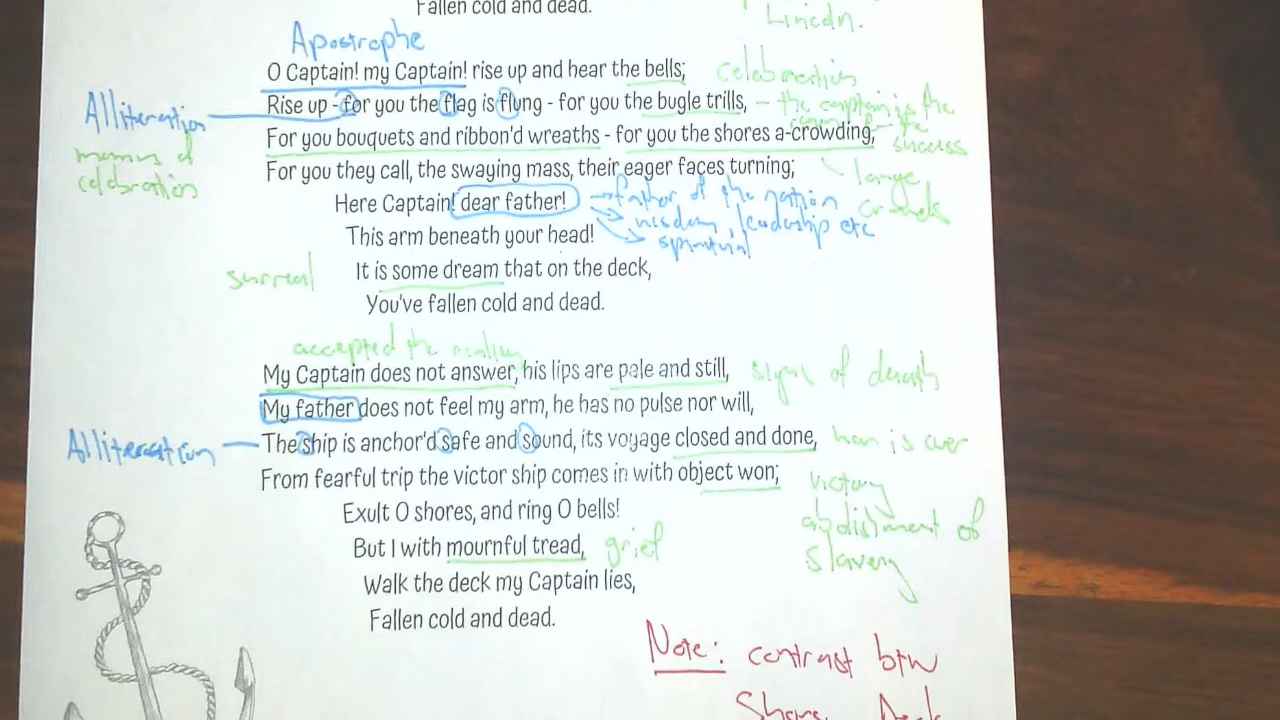 Fallen cold and dead.
Lincoln.
Apostrophe
O Captain! my Captain! rise up and hear the bells;
celebration
Rise up - for you the flag is flung - for you the bugle trills,
- the captain is the
Alliteration
For you bouquets and ribbon'd wreaths - for you the shores a-crowding,
success
means of
celebration
For you they call, the swaying mass, their eager faces turning;
large
crowds
Here Captain! dear father!
father of the nation
wisdom, leadership etc
spiritual
This arm beneath your head!
surreal
It is some dream that on the deck,
You've fallen cold and dead.
accepted the reality
My Captain does not answer, his lips are pale and still,
signs of death
My father does not feel my arm, he has no pulse nor will,
Alliteration
The ship is anchor'd safe and sound, its voyage closed and done,
is over
From fearful trip the victor ship comes in with object won;
victory
abolishment of
slavery
Exult O shores, and ring O bells!
But I with mournful tread,
grief
Walk the deck my Captain lies,
Fallen cold and dead.
Note: contrast btw
Shore Deck